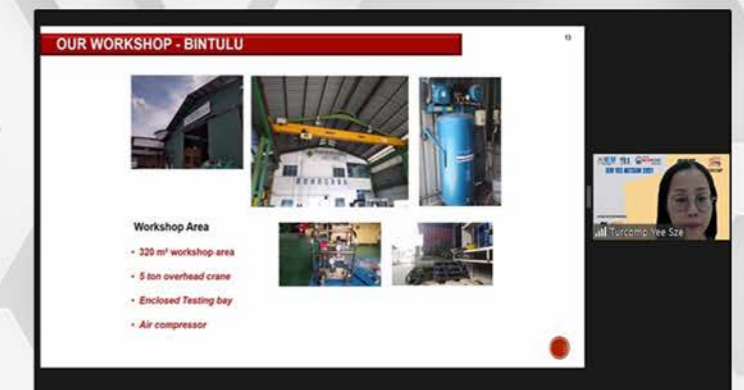 OUR WORKSHOP - BINTULU
13
Workshop Area
• 320 m² workshop area
• 5 ton overhead crane
• Enclosed Testing bay
• Air compressor
Turcomp Yee Sze